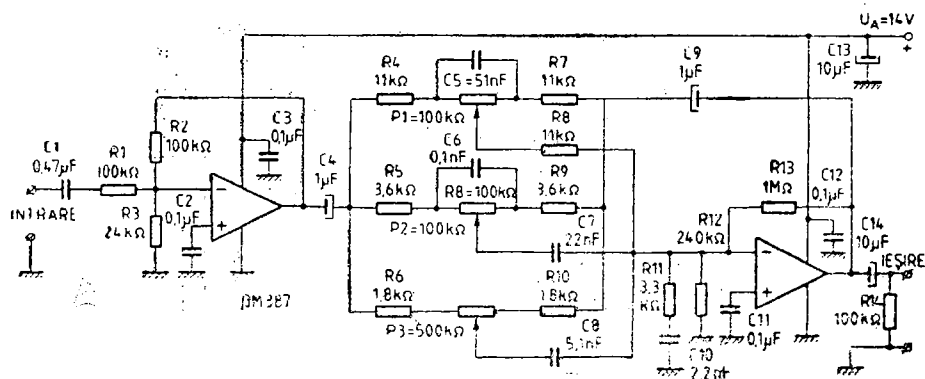 UA=14V
+
C13
10µF
C9
1µF
R4
11kΩ
C5=51nF
R7
11kΩ
P1=100kΩ
R8
11kΩ
C6
0,1nF
R2
100kΩ
C3
0,1µF
C4
1µF
C1
0,47µF
R1
100kΩ
R5
3,6kΩ
R8=100kΩ
R9
3,6kΩ
P2=100kΩ
C7
22nF
R13
1MΩ
C12
0,1µF
INTRARE
R3
24kΩ
C2
0,1µF
-
+
βM387
R6
1,8kΩ
R10
1,8kΩ
P3=500kΩ
C8
5,1nF
R12
240kΩ
R11
3,3
kΩ
-
+
C14
10µF
IEȘIRE
R14
100kΩ
C11
0,1µF
C10